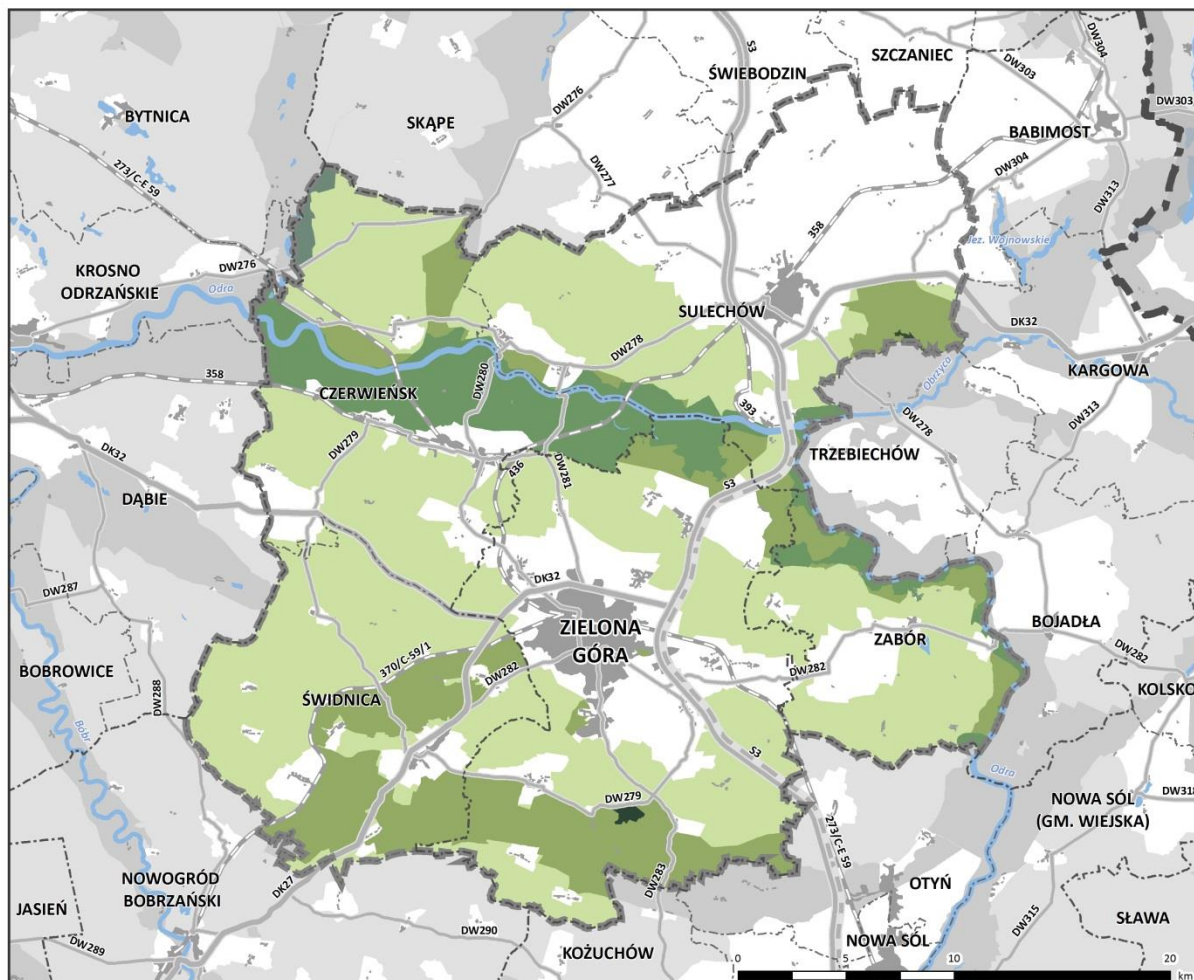 S3
SZCZANIEC
DW304
ŚWIEBODZIN
DW303
DW276
DW303
BYTNICA
SKĄPE
BABIMOST
DW277
DW304
273/C-E 59
DW313
358
Jez. Wojnowskie
KROSNO
ODRZAŃSKIE
DW276
Odra
SULECHÓW
DK32
DW278
KARGOWA
358
Obrzyca
DW280
CZERWIEŃSK
393
DW278
DW313
DW279
TRZEBIECHÓW
DK32
436
DW281
S3
DĄBIE
DK32
DW287
ZIELONA
GÓRA
ZABÓR
BOJADŁA
BOBROWICE
370/C-59/1
DW282
DW282
DW282
KOLSKO
ŚWIDNICA
DW288
Bóbr
S3
Odra
DW279
NOWA SÓL
(GM. WIEJSKA)
DW318
273/C-E 59
DW283
NOWOGRÓD
BOBRZAŃSKI
DK27
OTYŃ
JASIEŃ
DW315
SŁAWA
DW290
DW289
KOŻUCHÓW
NOWA SÓL
0 5 10 20
km